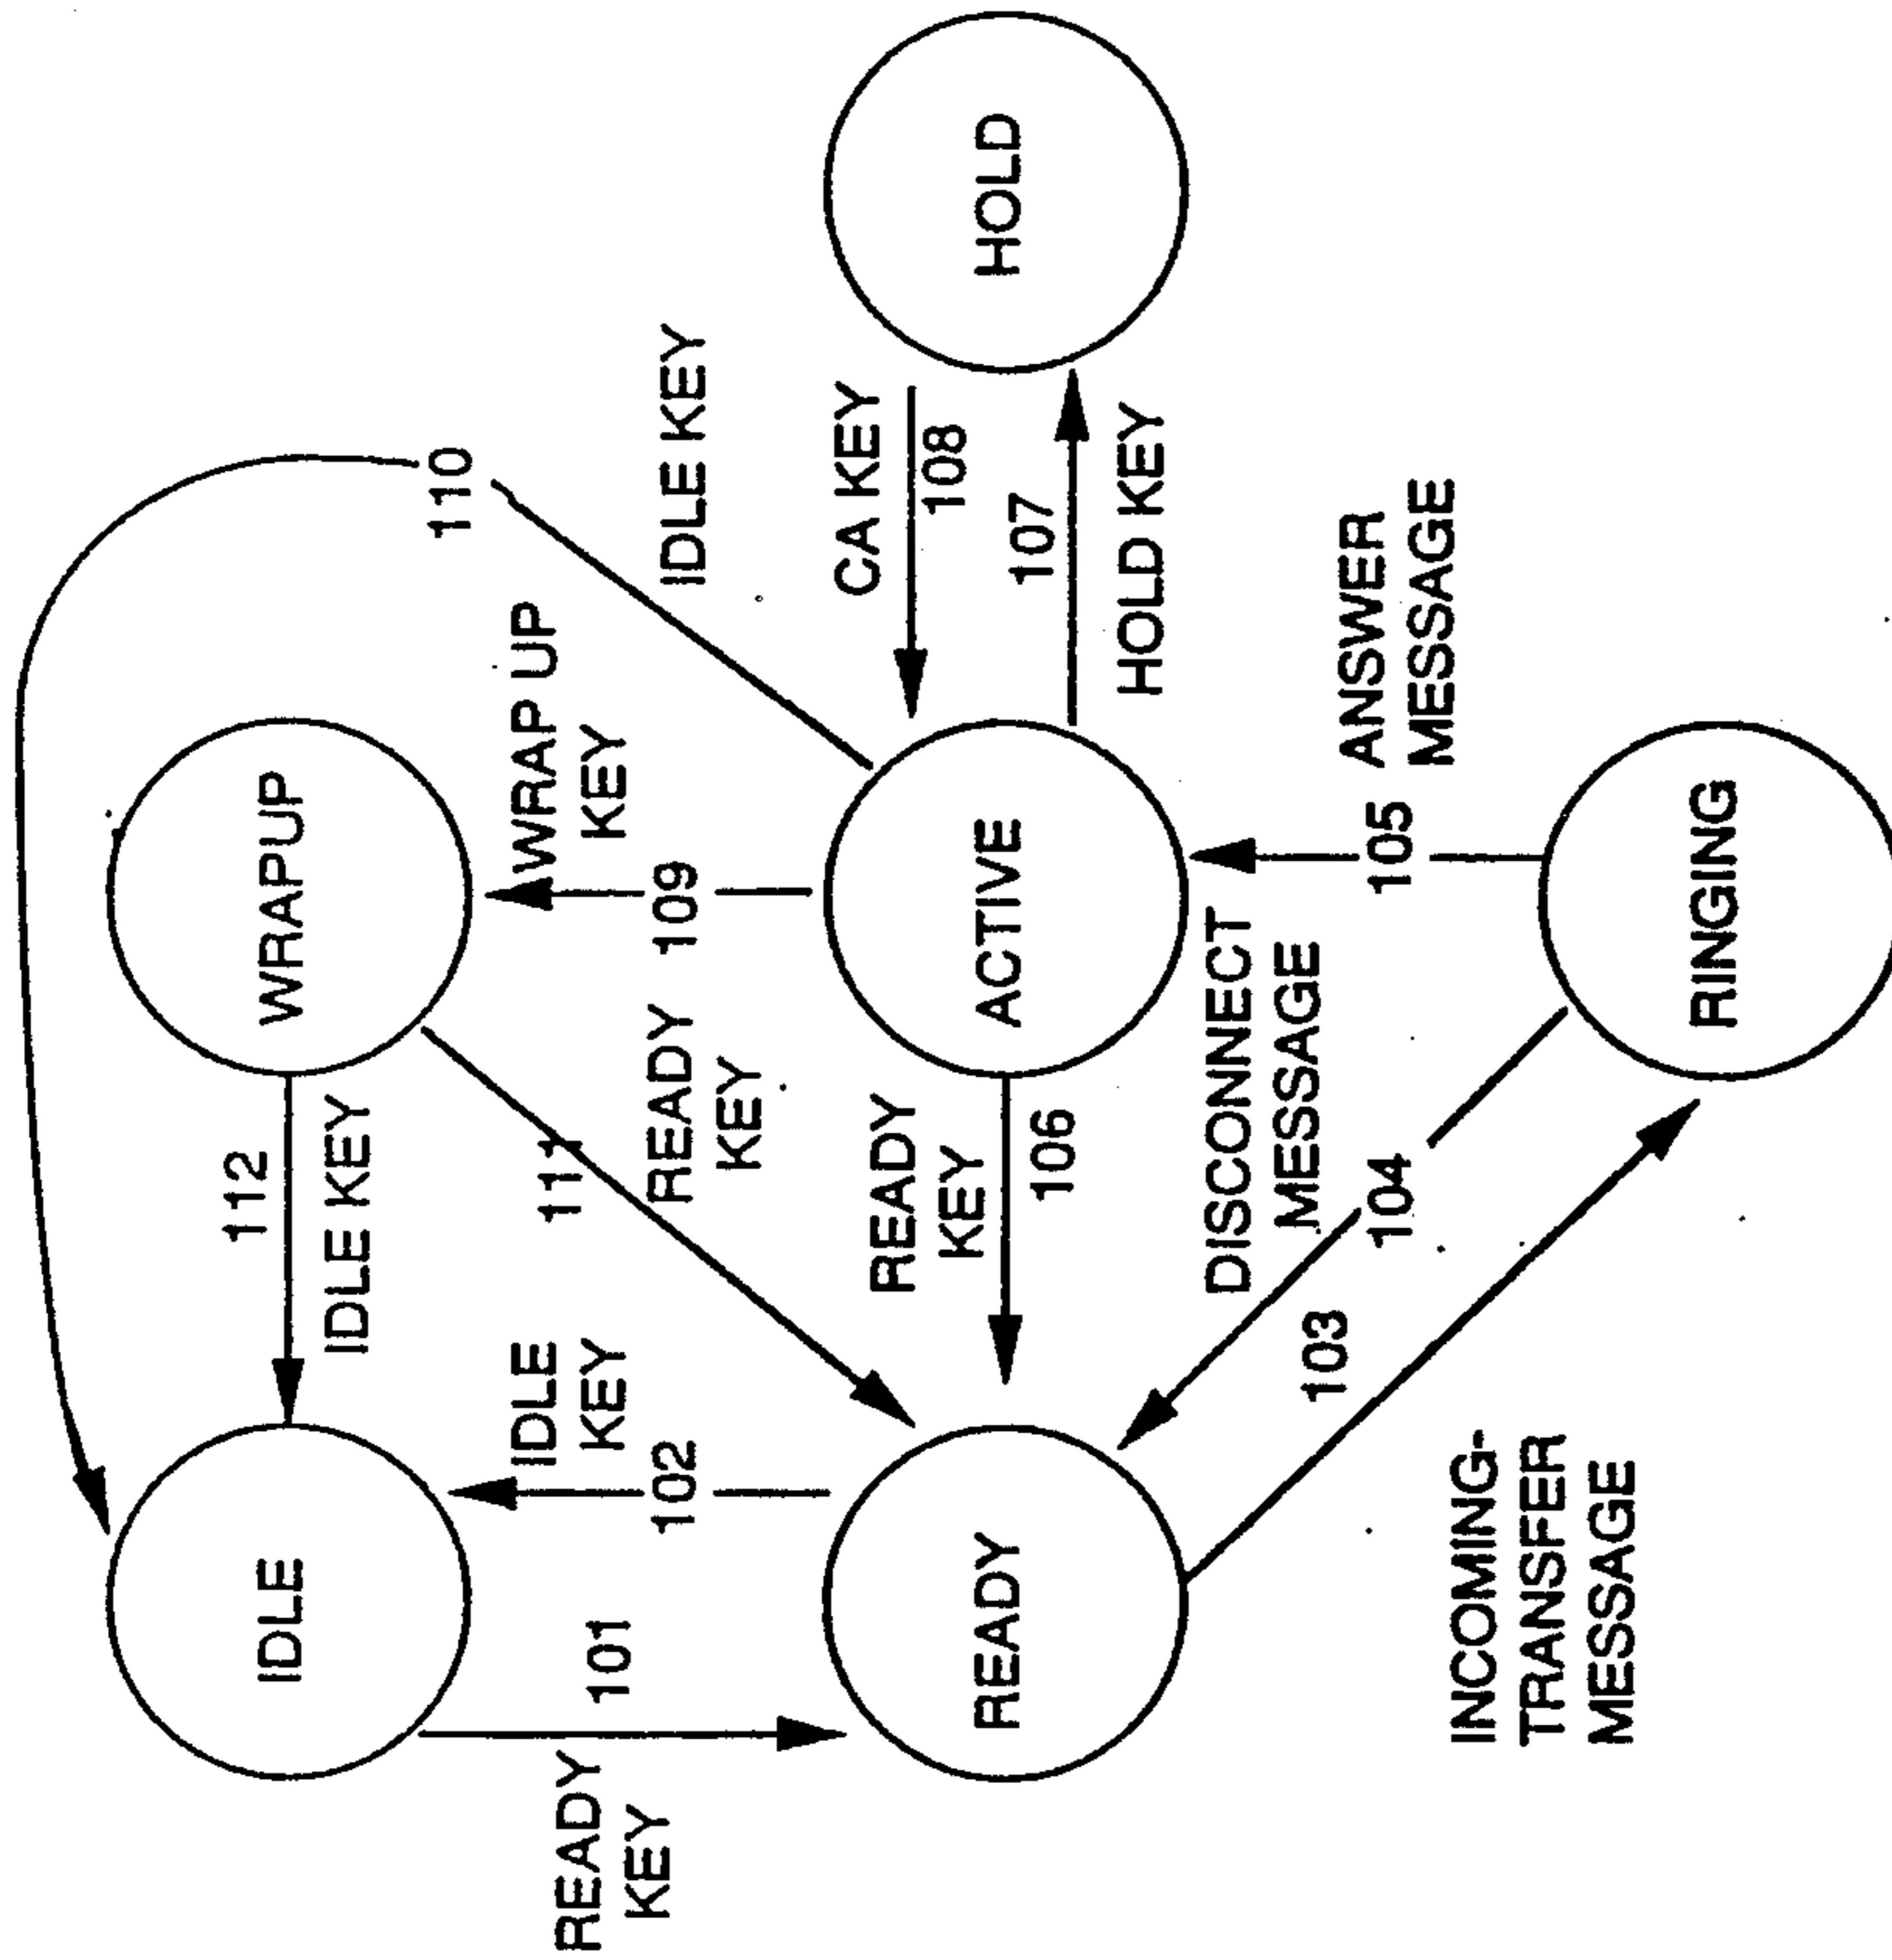 112
IDLE
WRAPUP
IDLE KEY
110
READY
KEY
101
IDLE
KEY
102
111
READY
KEY
WRAP UP
KEY
109
IDLE KEY
READY
KEY
106
CA KEY
108
READY
ACTIVE
HOLD
107
HOLD KEY
DISCONNECT
MESSAGE
103
104
105
ANSWER
MESSAGE
INCOMING-
TRANSFER
MESSAGE
RINGING